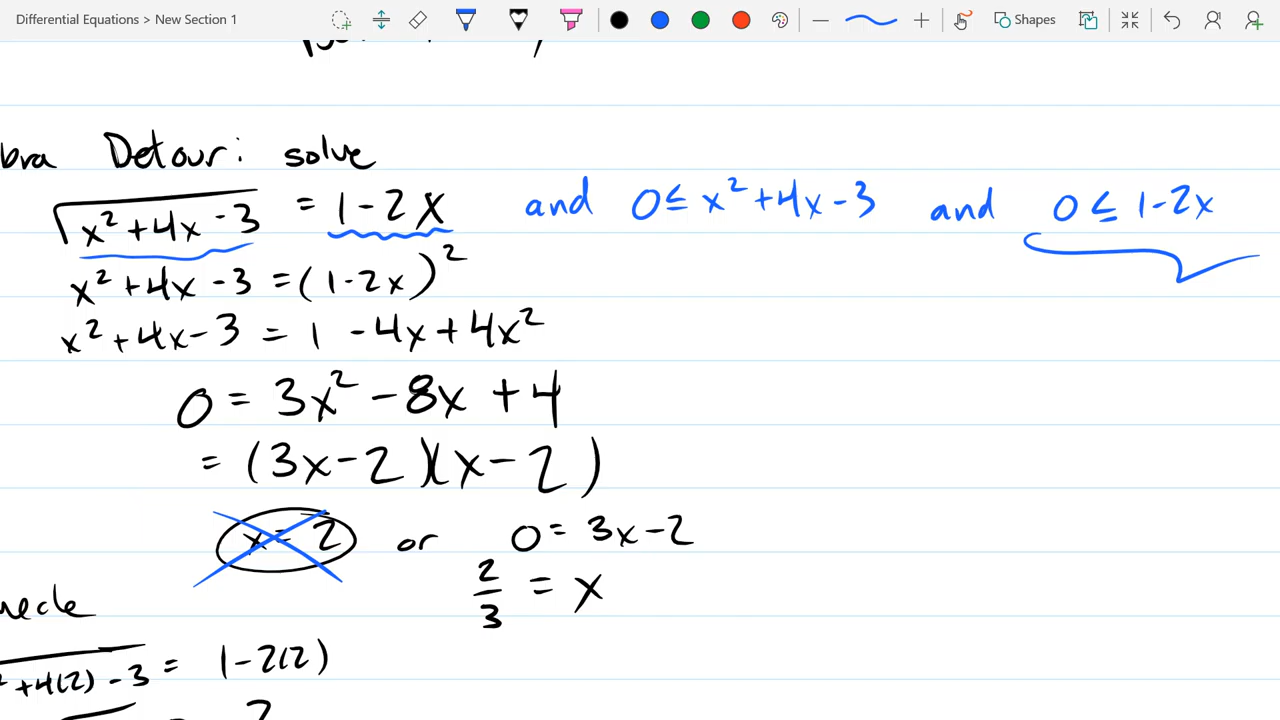 Differential Equations > New Section 1
Shapes
Detour: solve
√(x² + 4x - 3) = 1 - 2x and 0 ≤ x² + 4x - 3 and 0 ≤ 1 - 2x
x² + 4x - 3 = (1 - 2x)²
x² + 4x - 3 = 1 - 4x + 4x²
0 = 3x² - 8x + 4
= (3x - 2)(x - 2)
x = 2 or 0 = 3x - 2
2/3 = x
+4(2) - 3 = 1 - 2(2)